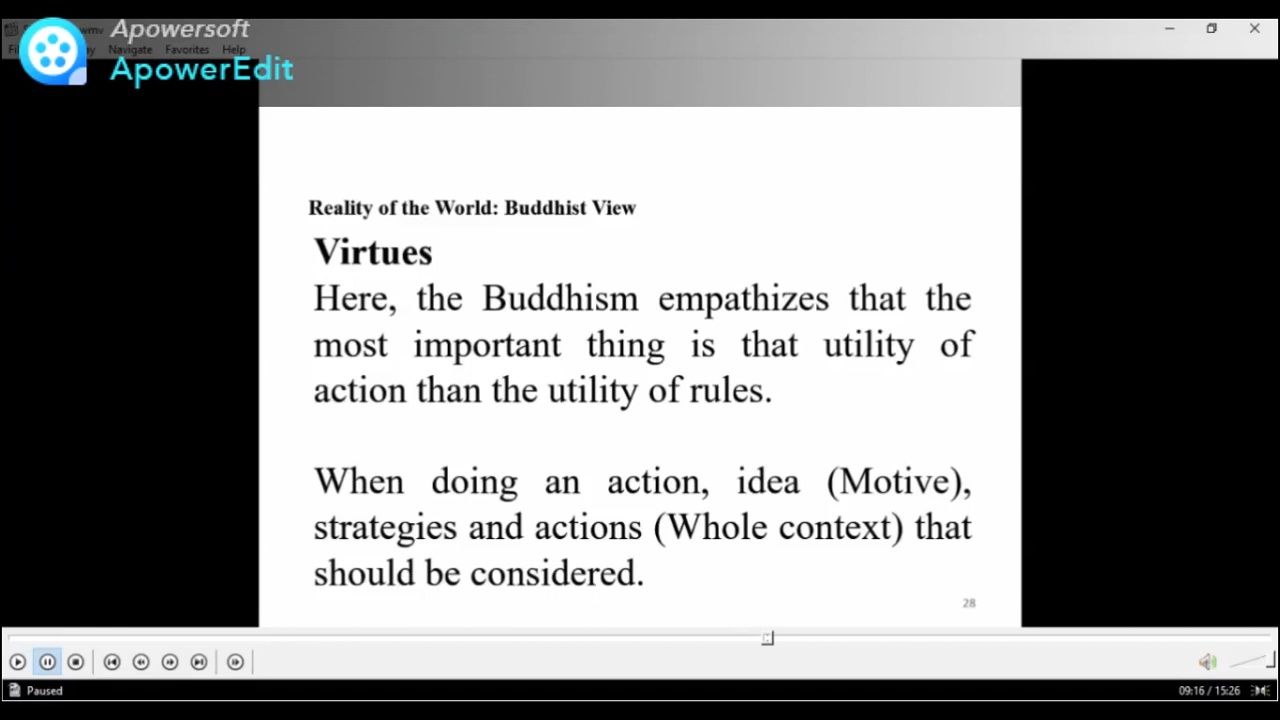 Apowersoft
ApowerEdit
Navigate Favorites Help
Reality of the World: Buddhist View
Virtues
Here, the Buddhism empathizes that the
most important thing is that utility of
action than the utility of rules.
When doing an action, idea (Motive),
strategies and actions (Whole context) that
should be considered.
28
Paused
09:16 / 15:26